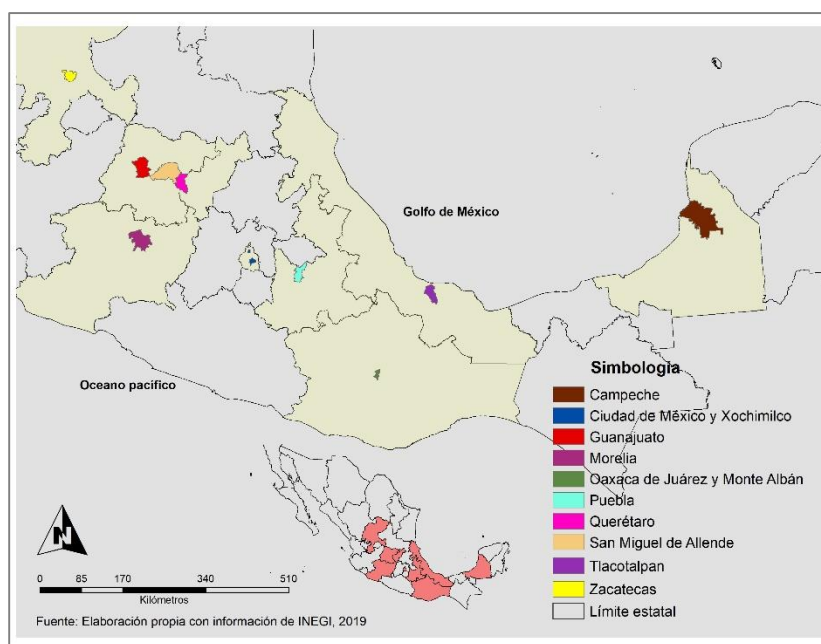 Golfo de México
Oceano pacifico
Simbología
Campeche
Ciudad de México y Xochimilco
Guanajuato
Morelia
Oaxaca de Juárez y Monte Albán
Puebla
Querétaro
San Miguel de Allende
Tlacotalpan
Zacatecas
Límite estatal
N
0 85 170 340 510
Kilómetros
Fuente: Elaboración propia con información de INEGI, 2019